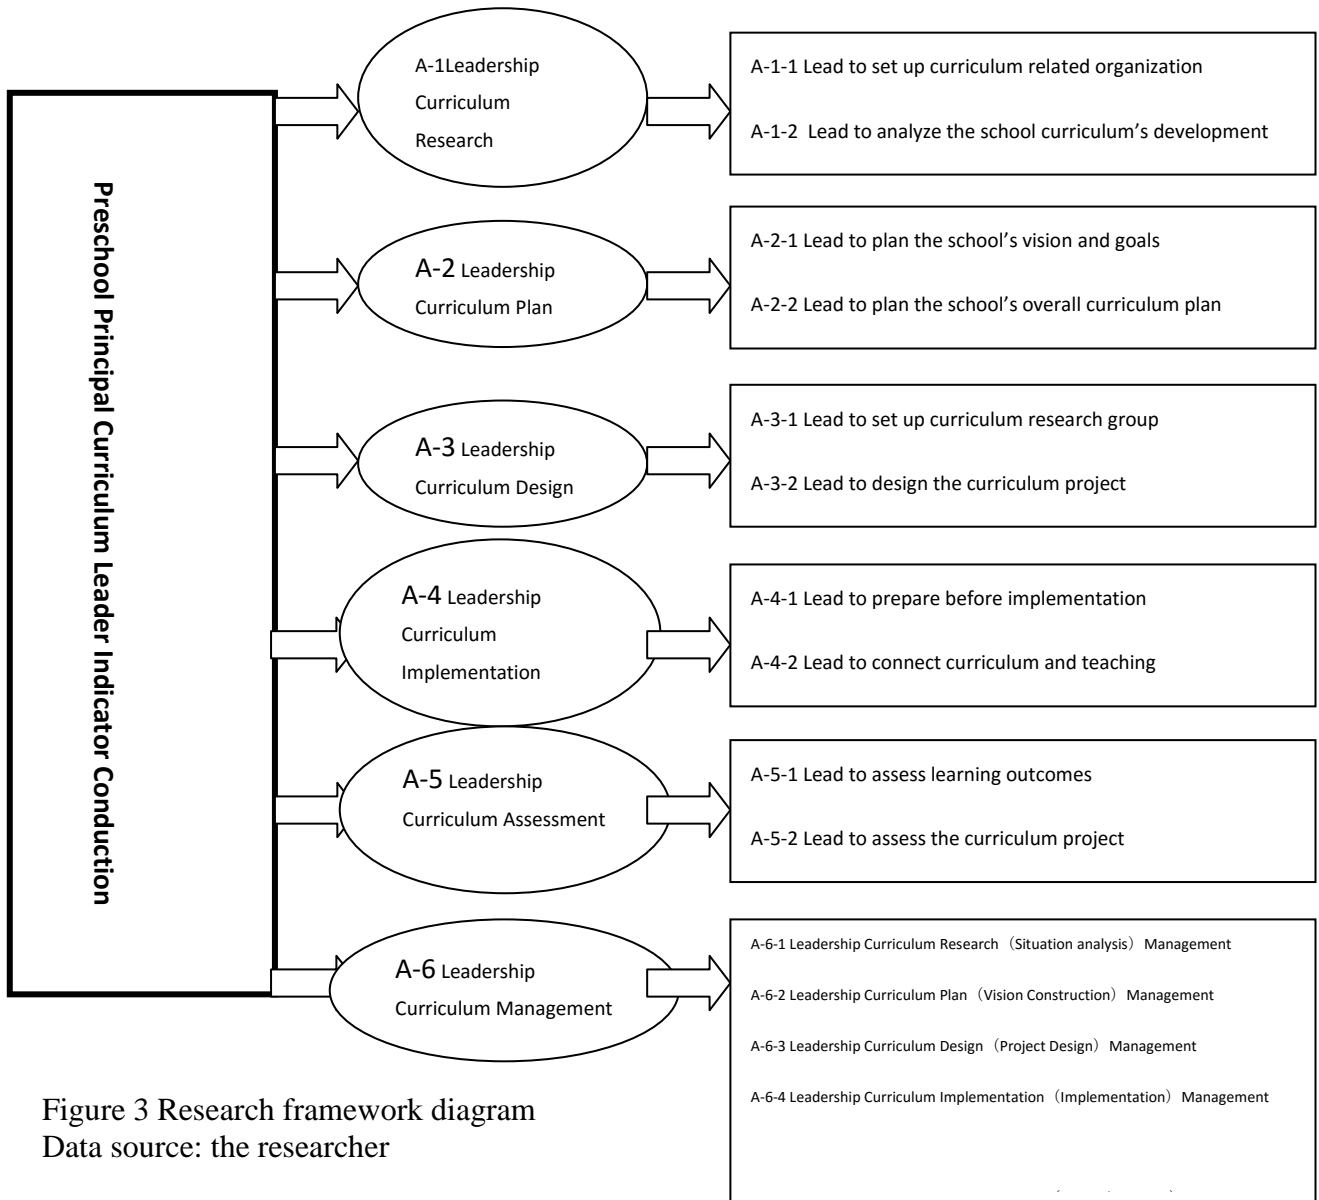 Preschool Principal Curriculum Leader Indicator Conduction
A-1Leadership
Curriculum
Research
A-1-1 Lead to set up curriculum related organization
A-1-2 Lead to analyze the school curriculum’s development
A-2 Leadership
Curriculum Plan
A-2-1 Lead to plan the school’s vision and goals
A-2-2 Lead to plan the school’s overall curriculum plan
A-3 Leadership
Curriculum Design
A-3-1 Lead to set up curriculum research group
A-3-2 Lead to design the curriculum project
A-4 Leadership
Curriculum
Implementation
A-4-1 Lead to prepare before implementation
A-4-2 Lead to connect curriculum and teaching
A-5 Leadership
Curriculum Assessment
A-5-1 Lead to assess learning outcomes
A-5-2 Lead to assess the curriculum project
A-6 Leadership
Curriculum Management
A-6-1 Leadership Curriculum Research（Situation analysis）Management
A-6-2 Leadership Curriculum Plan（Vision Construction）Management
A-6-3 Leadership Curriculum Design（Project Design）Management
A-6-4 Leadership Curriculum Implementation（Implementation）Management
Figure 3 Research framework diagram
Data source: the researcher